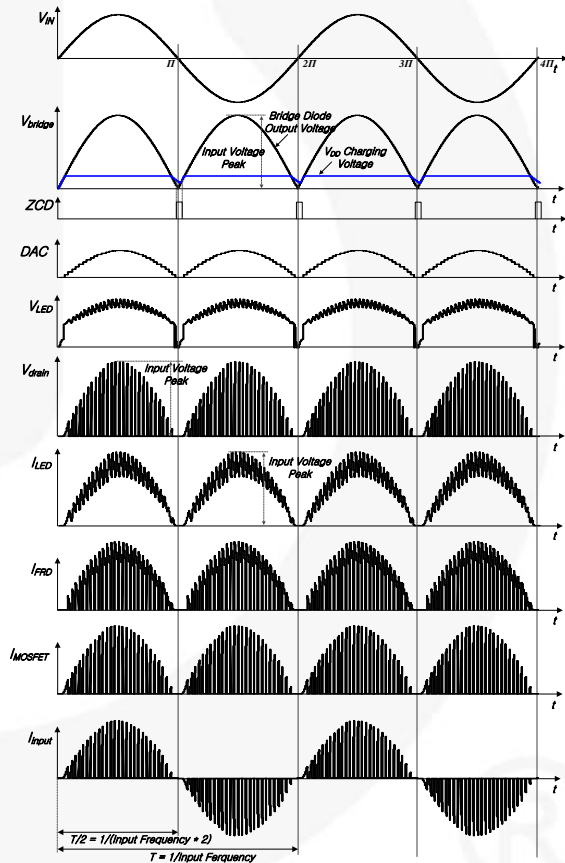 VIN
Π 2Π 3Π 4Π t
Vbridge
Bridge Diode
Output Voltage
Input Voltage
Peak
VDD Charging
Voltage
t
ZCD
t
DAC
t
VLED
t
Vdrain
Input Voltage
Peak
t
ILED
Input Voltage
Peak
t
IFRD
t
IMOSFET
t
Iinput
t
T/2 = 1/(Input Frequency * 2)
T = 1/Input Ferquency
®